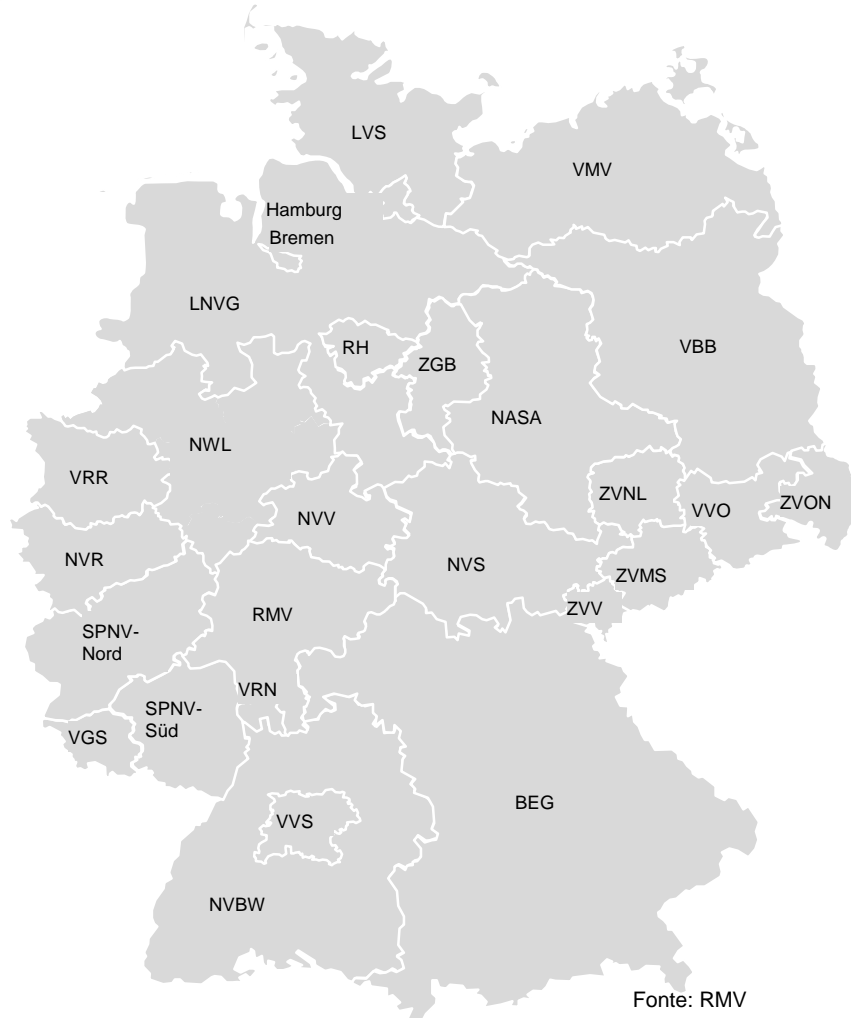 LVS
VMV
Hamburg
Bremen
LNVG
RH
ZGB
VBB
NASA
NWL
VRR
ZVNL
VVO
ZVON
NVV
NVR
NVS
ZVMS
ZVV
RMV
SPNV-
Nord
VRN
SPNV-
Süd
VGS
BEG
VVS
NVBW
Fonte: RMV